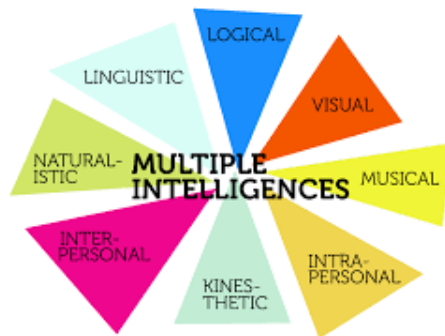 LOGICAL
LINGUISTIC
VISUAL
NATURAL-
ISTIC
MULTIPLE
INTELLIGENCES
MUSICAL
INTER-
PERSONAL
INTRA-
PERSONAL
KINES-
THETIC